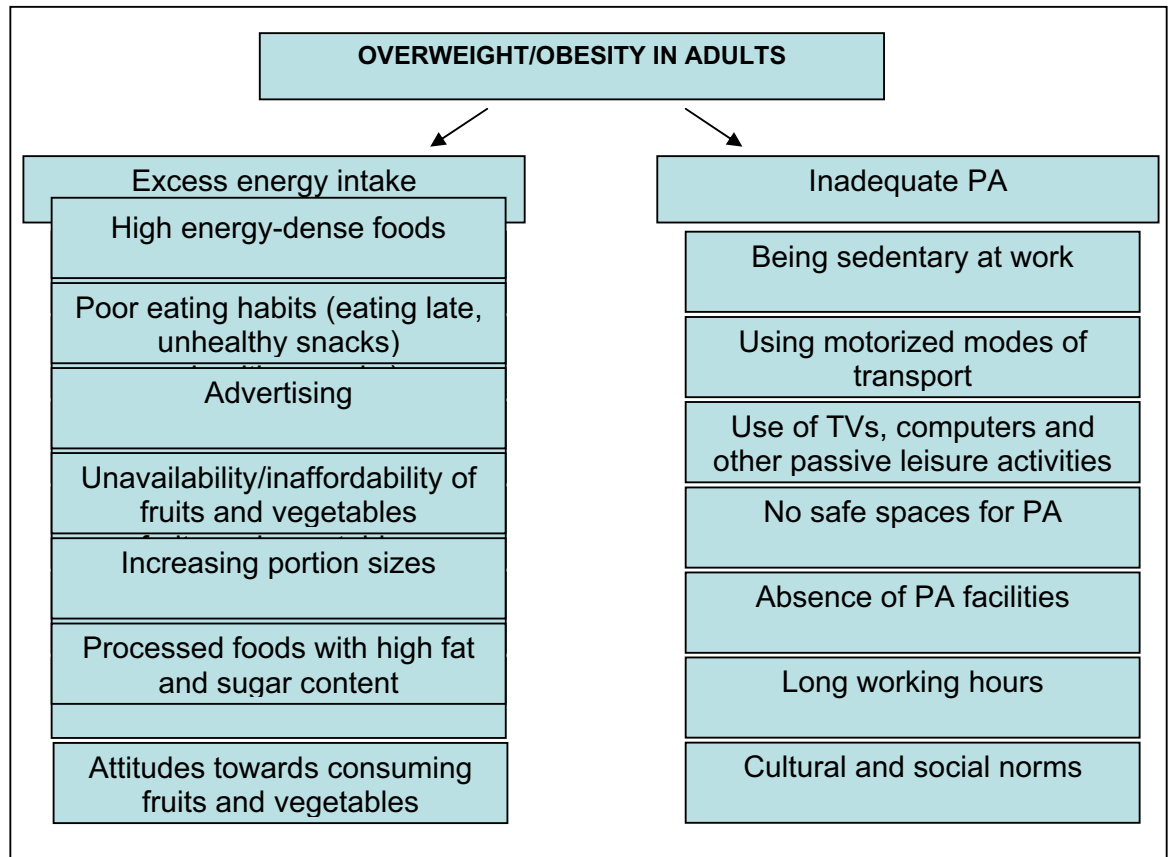 OVERWEIGHT/OBESITY IN ADULTS
Excess energy intake
High energy-dense foods
Poor eating habits (eating late,
unhealthy snacks)
Advertising
Unavailability/inaffordability of
fruits and vegetables
Increasing portion sizes
Processed foods with high fat
and sugar content
Attitudes towards consuming
fruits and vegetables
Inadequate PA
Being sedentary at work
Using motorized modes of
transport
Use of TVs, computers and
other passive leisure activities
No safe spaces for PA
Absence of PA facilities
Long working hours
Cultural and social norms